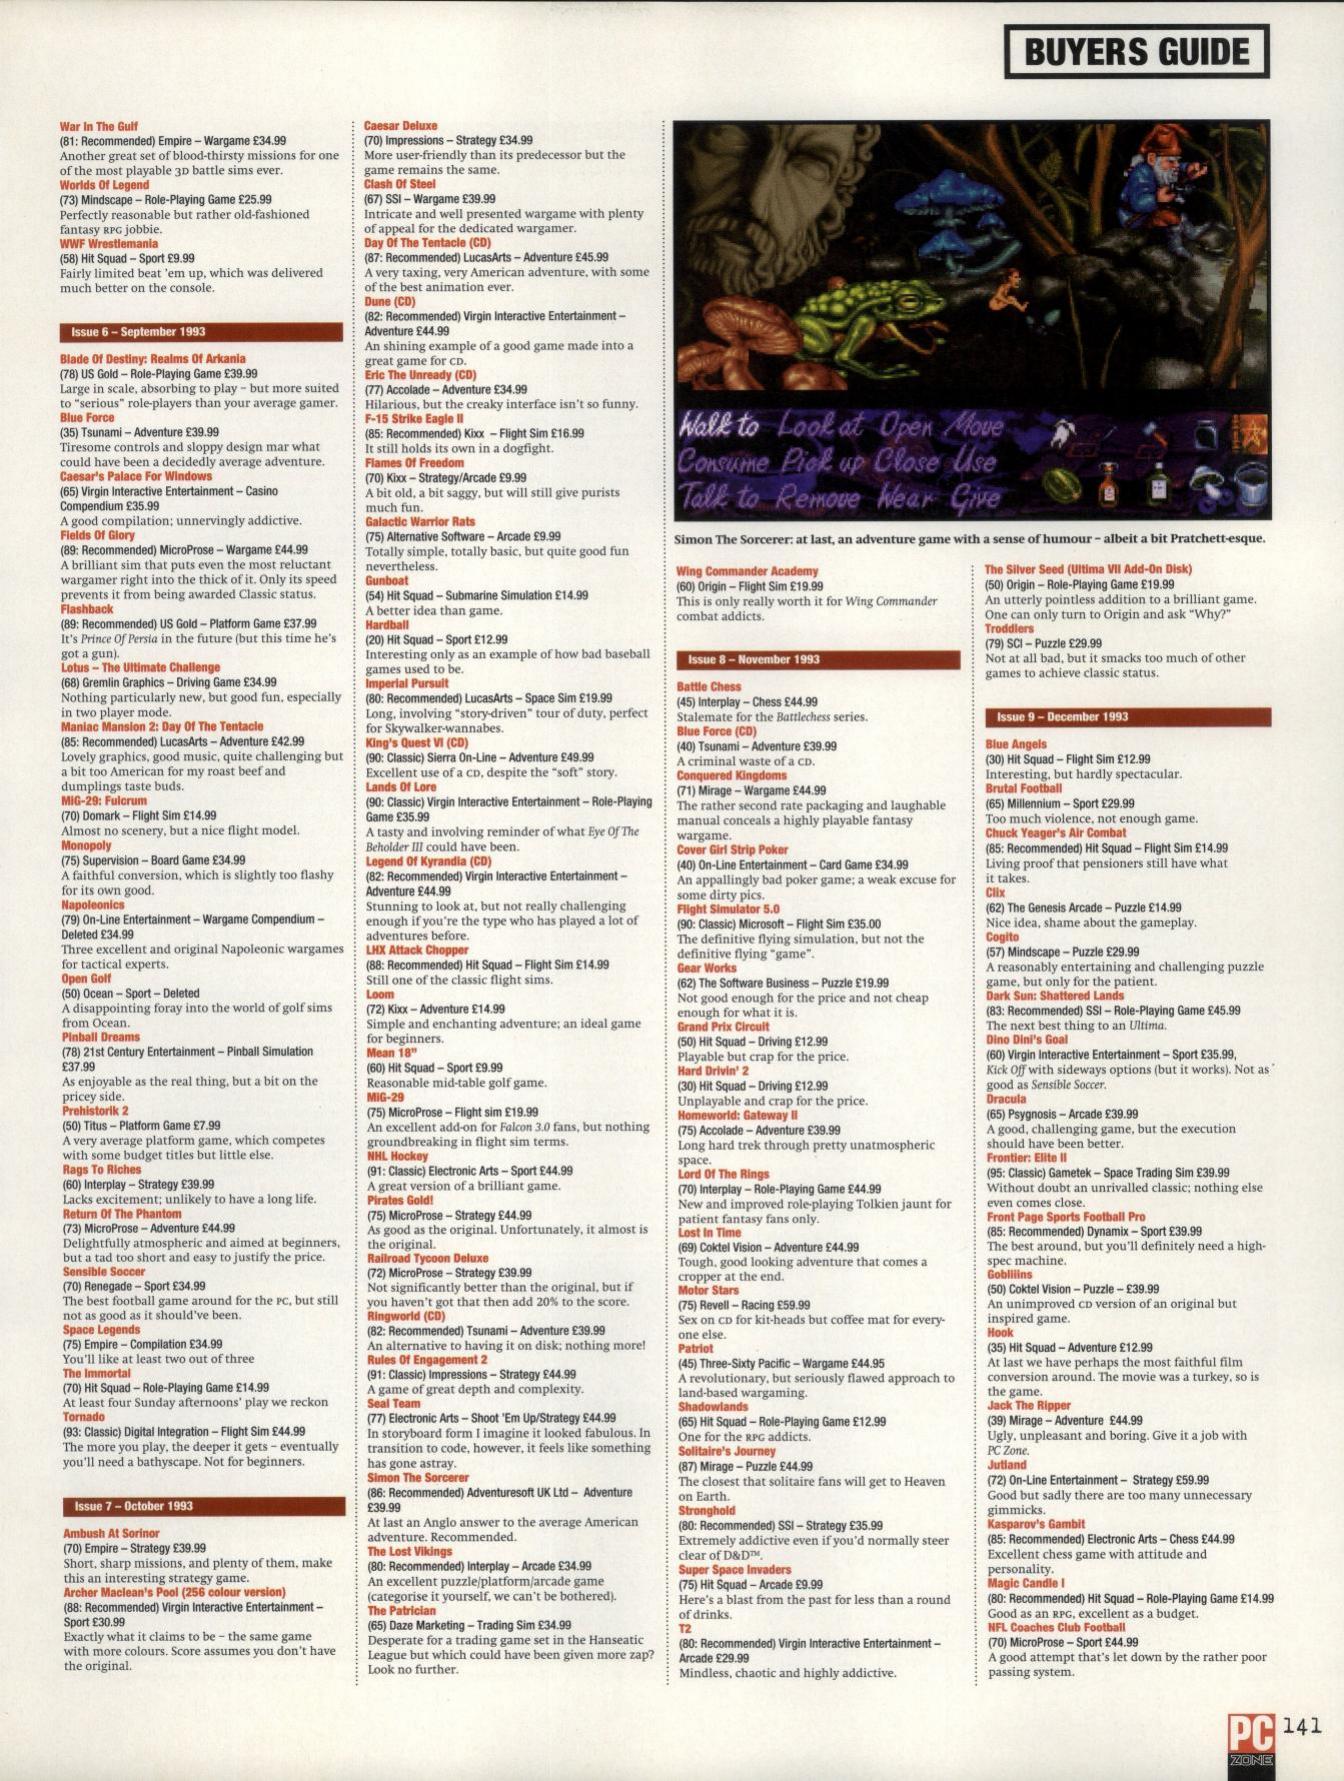 BUYERS GUIDE
War In The Gulf
(81: Recommended) Empire – Wargame £34.99
Another great set of blood-thirsty missions for one
of the most playable 3D battle sims ever.
Worlds Of Legend
(73) Mindscape – Role-Playing Game £25.99
Perfectly reasonable but rather old-fashioned
fantasy RPG jobbie.
WWF Wrestlemania
(58) Hit Squad – Sport £9.99
Fairly limited beat 'em up, which was delivered
much better on the console.
Issue 6 – September 1993
Blade Of Destiny: Realms Of Arkania
(78) US Gold – Role-Playing Game £39.99
Large in scale, absorbing to play – but more suited
to "serious" role-players than your average gamer.
Blue Force
(35) Tsunami – Adventure £39.99
Tiresome controls and sloppy design mar what
could have been a decidedly average adventure.
Caesar's Palace For Windows
(65) Virgin Interactive Entertainment – Casino
Compendium £35.99
A good compilation; unnervingly addictive.
Fields Of Glory
(89: Recommended) MicroProse – Wargame £44.99
A brilliant sim that puts even the most reluctant
wargamer right into the thick of it. Only its speed
prevents it from being awarded Classic status.
Flashback
(89: Recommended) US Gold – Platform Game £37.99
It's Prince Of Persia in the future (but this time he's
got a gun).
Lotus – The Ultimate Challenge
(68) Gremlin Graphics – Driving Game £34.99
Nothing particularly new, but good fun, especially
in two player mode.
Maniac Mansion 2: Day Of The Tentacle
(85: Recommended) LucasArts – Adventure £42.99
Lovely graphics, good music, quite challenging but
a bit too American for my roast beef and
dumplings taste buds.
MiG-29: Fulcrum
(70) Domark – Flight Sim £14.99
Almost no scenery, but a nice flight model.
Monopoly
(75) Supervision – Board Game £34.99
A faithful conversion, which is slightly too flashy
for its own good.
Napoleonics
(79) On-Line Entertainment – Wargame Compendium –
Deleted £34.99
Three excellent and original Napoleonic wargames
for tactical experts.
Open Golf
(50) Ocean – Sport – Deleted
A disappointing foray into the world of golf sims
from Ocean.
Pinball Dreams
(78) 21st Century Entertainment – Pinball Simulation
£37.99
As enjoyable as the real thing, but a bit on the
pricey side.
Prehistorik 2
(50) Titus – Platform Game £7.99
A very average platform game, which competes
with some budget titles but little else.
Rags To Riches
(60) Interplay – Strategy £39.99
Lacks excitement; unlikely to have a long life.
Return Of The Phantom
(73) MicroProse – Adventure £44.99
Delightfully atmospheric and aimed at beginners,
but a tad too short and easy to justify the price.
Sensible Soccer
(70) Renegade – Sport £34.99
The best football game around for the PC, but still
not as good as it should've been.
Space Legends
(75) Empire – Compilation £34.99
You'll like at least two out of three
The Immortal
(70) Hit Squad – Role-Playing Game £14.99
At least four Sunday afternoons' play we reckon
Tornado
(93: Classic) Digital Integration – Flight Sim £44.99
The more you play, the deeper it gets – eventually
you'll need a bathyscape. Not for beginners.
Issue 7 – October 1993
Ambush At Sorinor
(70) Empire – Strategy £39.99
Short, sharp missions, and plenty of them, make
this an interesting strategy game.
Archer Maclean's Pool (256 colour version)
(88: Recommended) Virgin Interactive Entertainment –
Sport £30.99
Exactly what it claims to be – the same game
with more colours. Score assumes you don't have
the original.
Caesar Deluxe
(70) Impressions – Strategy £34.99
More user-friendly than its predecessor but the
game remains the same.
Clash Of Steel
(67) SSI – Wargame £39.99
Intricate and well presented wargame with plenty
of appeal for the dedicated wargamer.
Day Of The Tentacle (CD)
(87: Recommended) LucasArts – Adventure £45.99
A very taxing, very American adventure, with some
of the best animation ever.
Dune (CD)
(82: Recommended) Virgin Interactive Entertainment –
Adventure £44.99
An shining example of a good game made into a
great game for CD.
Eric The Unready (CD)
(77) Accolade – Adventure £34.99
Hilarious, but the creaky interface isn't so funny.
F-15 Strike Eagle II
(85: Recommended) Kixx – Flight Sim £16.99
It still holds its own in a dogfight.
Flames Of Freedom
(70) Kixx – Strategy/Arcade £9.99
A bit old, a bit saggy, but will still give purists
much fun.
Galactic Warrior Rats
(75) Alternative Software – Arcade £9.99
Totally simple, totally basic, but quite good fun
nevertheless.
Gunboat
(54) Hit Squad – Submarine Simulation £14.99
A better idea than game.
Hardball
(20) Hit Squad – Sport £12.99
Interesting only as an example of how bad baseball
games used to be.
Imperial Pursuit
(80: Recommended) LucasArts – Space Sim £19.99
Long, involving "story-driven" tour of duty, perfect
for Skywalker-wannabes.
King's Quest VI (CD)
(90: Classic) Sierra On-Line – Adventure £49.99
Excellent use of a CD, despite the "soft" story.
Lands Of Lore
(90: Classic) Virgin Interactive Entertainment – Role-Playing
Game £35.99
A tasty and involving reminder of what Eye Of The
Beholder III could have been.
Legend Of Kyrandia (CD)
(82: Recommended) Virgin Interactive Entertainment –
Adventure £44.99
Stunning to look at, but not really challenging
enough if you're the type who has played a lot of
adventures before.
LHX Attack Chopper
(88: Recommended) Hit Squad – Flight Sim £14.99
Still one of the classic flight sims.
Loom
(72) Kixx – Adventure £14.99
Simple and enchanting adventure; an ideal game
for beginners.
Mean 18"
(60) Hit Squad – Sport £9.99
Reasonable mid-table golf game.
MiG-29
(75) MicroProse – Flight sim £19.99
An excellent add-on for Falcon 3.0 fans, but nothing
groundbreaking in flight sim terms.
NHL Hockey
(91: Classic) Electronic Arts – Sport £44.99
A great version of a brilliant game.
Pirates Gold!
(75) MicroProse – Strategy £44.99
As good as the original. Unfortunately, it almost is
the original.
Railroad Tycoon Deluxe
(72) MicroProse – Strategy £39.99
Not significantly better than the original, but if
you haven't got that then add 20% to the score.
Ringworld (CD)
(82: Recommended) Tsunami – Adventure £39.99
An alternative to having it on disk; nothing more!
Rules Of Engagement 2
(91: Classic) Impressions – Strategy £44.99
A game of great depth and complexity.
Seal Team
(77) Electronic Arts – Shoot 'Em Up/Strategy £44.99
In storyboard form I imagine it looked fabulous. In
transition to code, however, it feels like something
has gone astray.
Simon The Sorcerer
(86: Recommended) Adventuresoft UK Ltd – Adventure
£39.99
At last an Anglo answer to the average American
adventure. Recommended.
The Lost Vikings
(80: Recommended) Interplay – Arcade £34.99
An excellent puzzle/platform/arcade game
(categorise it yourself, we can't be bothered).
The Patrician
(65) Daze Marketing – Trading Sim £34.99
Desperate for a trading game set in the Hanseatic
League but which could have been given more zap?
Look no further.
Walk to Look at Open Move
Consume Pick up Close Use
Talk to Remove Wear Give
Simon The Sorcerer: at last, an adventure game with a sense of humour – albeit a bit Pratchett-esque.
Wing Commander Academy
(60) Origin – Flight Sim £19.99
This is only really worth it for Wing Commander
combat addicts.
Issue 8 – November 1993
Battle Chess
(45) Interplay – Chess £44.99
Stalemate for the Battlechess series.
Blue Force (CD)
(40) Tsunami – Adventure £39.99
A criminal waste of a CD.
Conquered Kingdoms
(71) Mirage – Wargame £44.99
The rather second rate packaging and laughable
manual conceals a highly playable fantasy
wargame.
Cover Girl Strip Poker
(40) On-Line Entertainment – Card Game £34.99
An appallingly bad poker game; a weak excuse for
some dirty pics.
Flight Simulator 5.0
(90: Classic) Microsoft – Flight Sim £35.00
The definitive flying simulation, but not the
definitive flying "game".
Gear Works
(62) The Software Business – Puzzle £19.99
Not good enough for the price and not cheap
enough for what it is.
Grand Prix Circuit
(50) Hit Squad – Driving £12.99
Playable but crap for the price.
Hard Drivin' 2
(30) Hit Squad – Driving £12.99
Unplayable and crap for the price.
Homeworld: Gateway II
(75) Accolade – Adventure £39.99
Long hard trek through pretty unatmospheric
space.
Lord Of The Rings
(70) Interplay – Role-Playing Game £44.99
New and improved role-playing Tolkien jaunt for
patient fantasy fans only.
Lost In Time
(69) Coktel Vision – Adventure £44.99
Tough, good looking adventure that comes a
cropper at the end.
Motor Stars
(75) Revell – Racing £59.99
Sex on CD for kit-heads but coffee mat for every-
one else.
Patriot
(45) Three-Sixty Pacific – Wargame £44.95
A revolutionary, but seriously flawed approach to
land-based wargaming.
Shadowlands
(65) Hit Squad – Role-Playing Game £12.99
One for the RPG addicts.
Solitaire's Journey
(87) Mirage – Puzzle £44.99
The closest that solitaire fans will get to Heaven
on Earth.
Stronghold
(80: Recommended) SSI – Strategy £35.99
Extremely addictive even if you'd normally steer
clear of D&D™.
Super Space Invaders
(75) Hit Squad – Arcade £9.99
Here's a blast from the past for less than a round
of drinks.
T2
(80: Recommended) Virgin Interactive Entertainment –
Arcade £29.99
Mindless, chaotic and highly addictive.
The Silver Seed (Ultima VII Add-On Disk)
(50) Origin – Role-Playing Game £19.99
An utterly pointless addition to a brilliant game.
One can only turn to Origin and ask "Why?"
Troddlers
(79) SCI – Puzzle £29.99
Not at all bad, but it smacks too much of other
games to achieve classic status.
Issue 9 – December 1993
Blue Angels
(30) Hit Squad – Flight Sim £12.99
Interesting, but hardly spectacular.
Brutal Football
(65) Millennium – Sport £29.99
Too much violence, not enough game.
Chuck Yeager's Air Combat
(85: Recommended) Hit Squad – Flight Sim £14.99
Living proof that pensioners still have what
it takes.
Clix
(62) The Genesis Arcade – Puzzle £14.99
Nice idea, shame about the gameplay.
Cogito
(57) Mindscape – Puzzle £29.99
A reasonably entertaining and challenging puzzle
game, but only for the patient.
Dark Sun: Shattered Lands
(83: Recommended) SSI – Role-Playing Game £45.99
The next best thing to an Ultima.
Dino Dini's Goal
(60) Virgin Interactive Entertainment – Sport £35.99,
Kick Off with sideways options (but it works). Not as
good as Sensible Soccer.
Dracula
(65) Psygnosis – Arcade £39.99
A good, challenging game, but the execution
should have been better.
Frontier: Elite II
(95: Classic) Gametek – Space Trading Sim £39.99
Without doubt an unrivalled classic; nothing else
even comes close.
Front Page Sports Football Pro
(85: Recommended) Dynamix – Sport £39.99
The best around, but you'll definitely need a high-
spec machine.
Gobliiins
(50) Coktel Vision – Puzzle – £39.99
An unimproved CD version of an original but
inspired game.
Hook
(35) Hit Squad – Adventure £12.99
At last we have perhaps the most faithful film
conversion around. The movie was a turkey, so is
the game.
Jack The Ripper
(39) Mirage – Adventure £44.99
Ugly, unpleasant and boring. Give it a job with
PC Zone.
Jutland
(72) On-Line Entertainment – Strategy £59.99
Good but sadly there are too many unnecessary
gimmicks.
Kasparov's Gambit
(85: Recommended) Electronic Arts – Chess £44.99
Excellent chess game with attitude and
personality.
Magic Candle I
(80: Recommended) Hit Squad – Role-Playing Game £14.99
Good as an RPG, excellent as a budget.
NFL Coaches Club Football
(70) MicroProse – Sport £44.99
A good attempt that's let down by the rather poor
passing system.
PC
ZONE
141